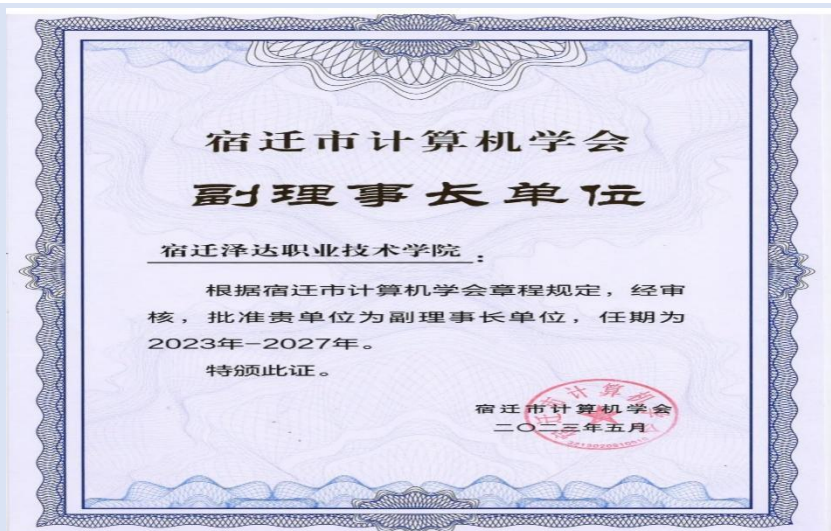 宿迁市计算机学会
副理事长单位
宿迁泽达职业技术学院：
根据宿迁市计算机学会章程规定，经审
核，批准贵单位为副理事长单位，任期为
2023年-2027年。
特颁此证。
宿迁市计算机学会
二〇二三年五月